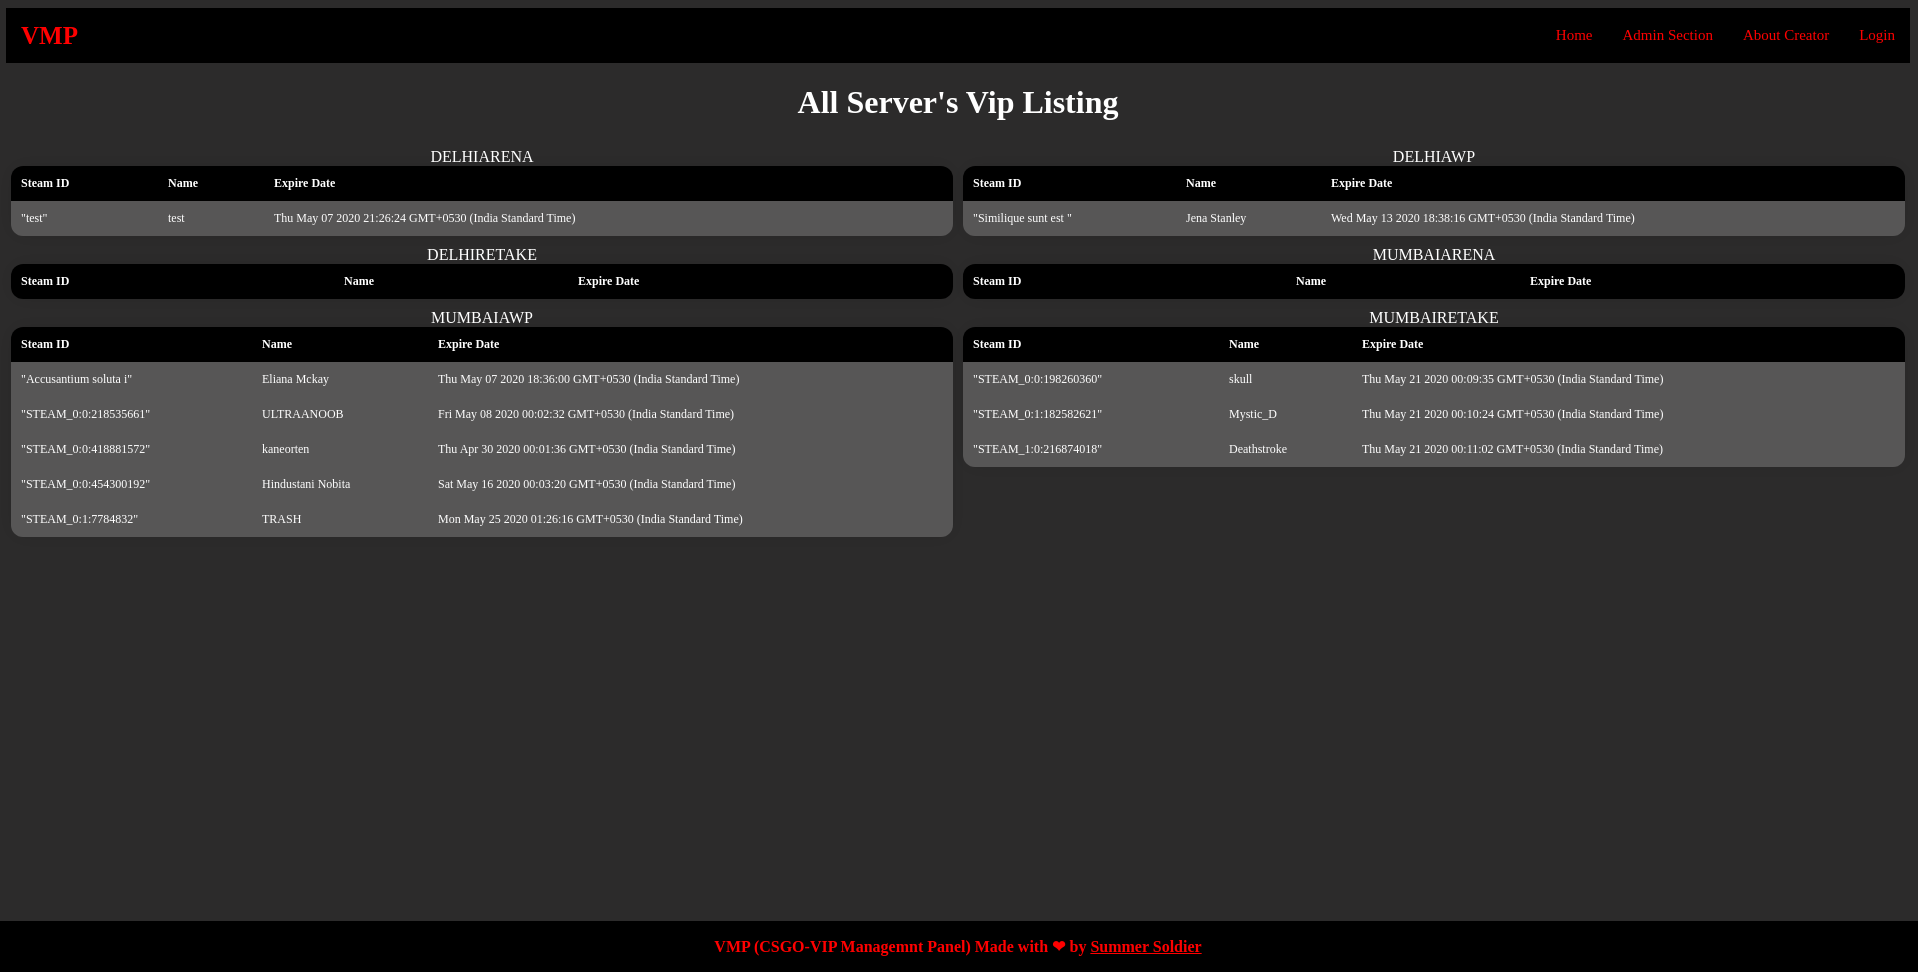 VMP
Home Admin Section About Creator Login
All Server's Vip Listing
DELHIARENA
Steam ID Name Expire Date
"test" test Thu May 07 2020 21:26:24 GMT+0530 (India Standard Time)
DELHIAWP
Steam ID Name Expire Date
"Similique sunt est " Jena Stanley Wed May 13 2020 18:38:16 GMT+0530 (India Standard Time)
DELHIRETAKE
Steam ID Name Expire Date
MUMBAIARENA
Steam ID Name Expire Date
MUMBAIAWP
Steam ID Name Expire Date
"Accusantium soluta i" Eliana Mckay Thu May 07 2020 18:36:00 GMT+0530 (India Standard Time)
"STEAM_0:0:218535661" ULTRAANOOB Fri May 08 2020 00:02:32 GMT+0530 (India Standard Time)
"STEAM_0:0:418881572" kaneorten Thu Apr 30 2020 00:01:36 GMT+0530 (India Standard Time)
"STEAM_0:0:454300192" Hindustani Nobita Sat May 16 2020 00:03:20 GMT+0530 (India Standard Time)
"STEAM_0:1:7784832" TRASH Mon May 25 2020 01:26:16 GMT+0530 (India Standard Time)
MUMBAIRETAKE
Steam ID Name Expire Date
"STEAM_0:0:198260360" skull Thu May 21 2020 00:09:35 GMT+0530 (India Standard Time)
"STEAM_0:1:182582621" Mystic_D Thu May 21 2020 00:10:24 GMT+0530 (India Standard Time)
"STEAM_1:0:216874018" Deathstroke Thu May 21 2020 00:11:02 GMT+0530 (India Standard Time)
VMP (CSGO-VIP Managemnt Panel) Made with ❤ by Summer Soldier